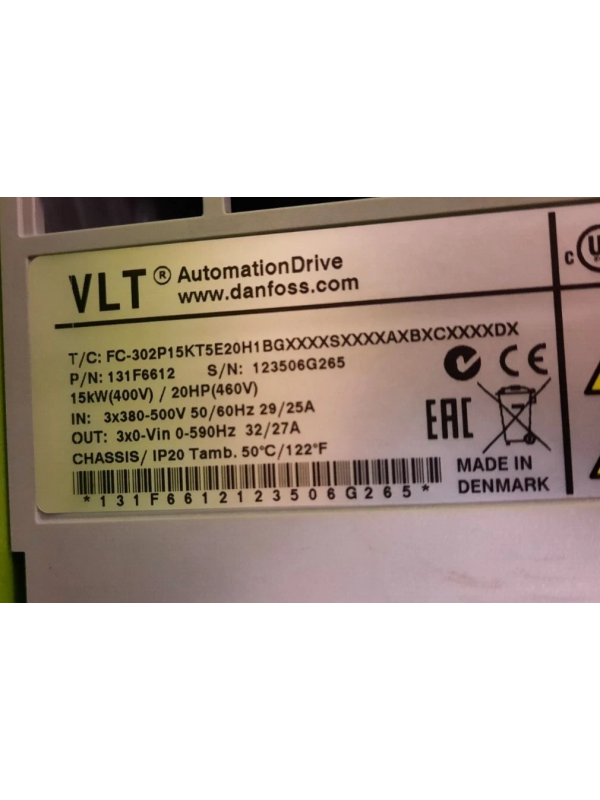 VLT® AutomationDrive
www.danfoss.com
T/C: FC-302P15KT5E20H1BGXXXXSXXXXAXBXCXXXXDX
P/N: 131F6612 S/N: 123506G265
15kW(400V) / 20HP(460V)
IN: 3x380-500V 50/60Hz 29/25A
OUT: 3x0-Vin 0-590Hz 32/27A
CHASSIS/ IP20 Tamb. 50°C/122°F
*131F6612123506G265*
CE
EAC
MADE IN
DENMARK
c U